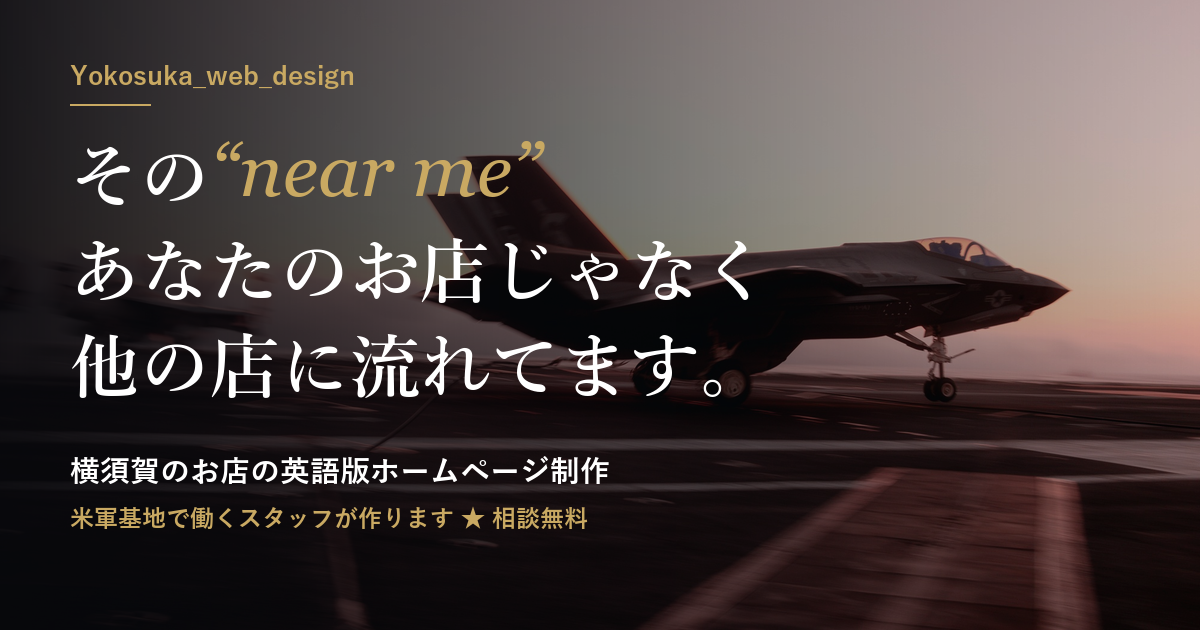 Yokosuka_web_design
その“near me”
あなたのお店じゃなく
他の店に流れてます。
横須賀のお店の英語版ホームページ制作
米軍基地で働くスタッフが作ります ★ 相談無料